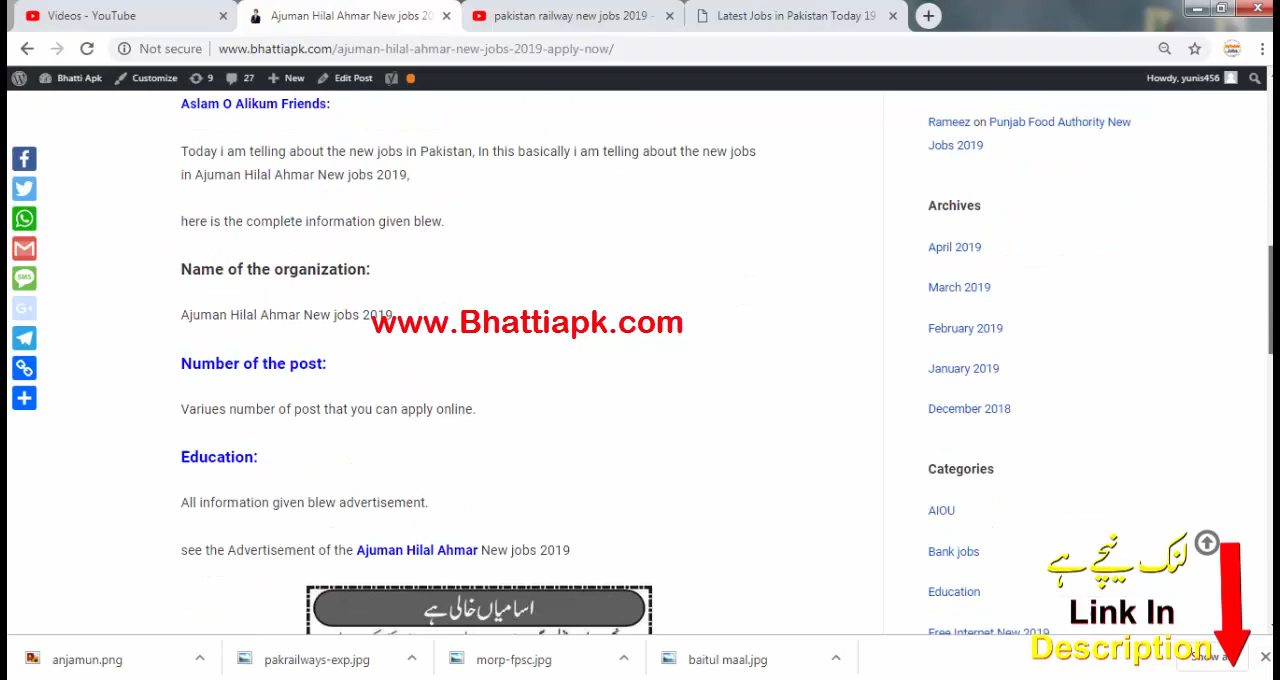 Videos - YouTube
Ajuman Hilal Ahmar New jobs 20
pakistan railway new jobs 2019 -
Latest Jobs in Pakistan Today 19
Not secure
www.bhattiapk.com/ajuman-hilal-ahmar-new-jobs-2019-apply-now/
Bhatti Apk
Customize
9
27
New
Edit Post
Howdy, yunis456
Aslam O Alikum Friends:
Today i am telling about the new jobs in Pakistan, In this basically i am telling about the new jobs
in Ajuman Hilal Ahmar New jobs 2019,
here is the complete information given blew.
Name of the organization:
Ajuman Hilal Ahmar New jobs 2019
www.Bhattiapk.com
Number of the post:
Variues number of post that you can apply online.
Education:
All information given blew advertisement.
see the Advertisement of the Ajuman Hilal Ahmar New jobs 2019
اسامیاں خالی ہے
SMS
G+
Rameez on Punjab Food Authority New
Jobs 2019
Archives
April 2019
March 2019
February 2019
January 2019
December 2018
Categories
AIOU
Bank jobs
Education
Free Internet New 2019
لنک نیچے ہے
Link In
Description
anjamun.png
pakrailways-exp.jpg
morp-fpsc.jpg
baitul maal.jpg